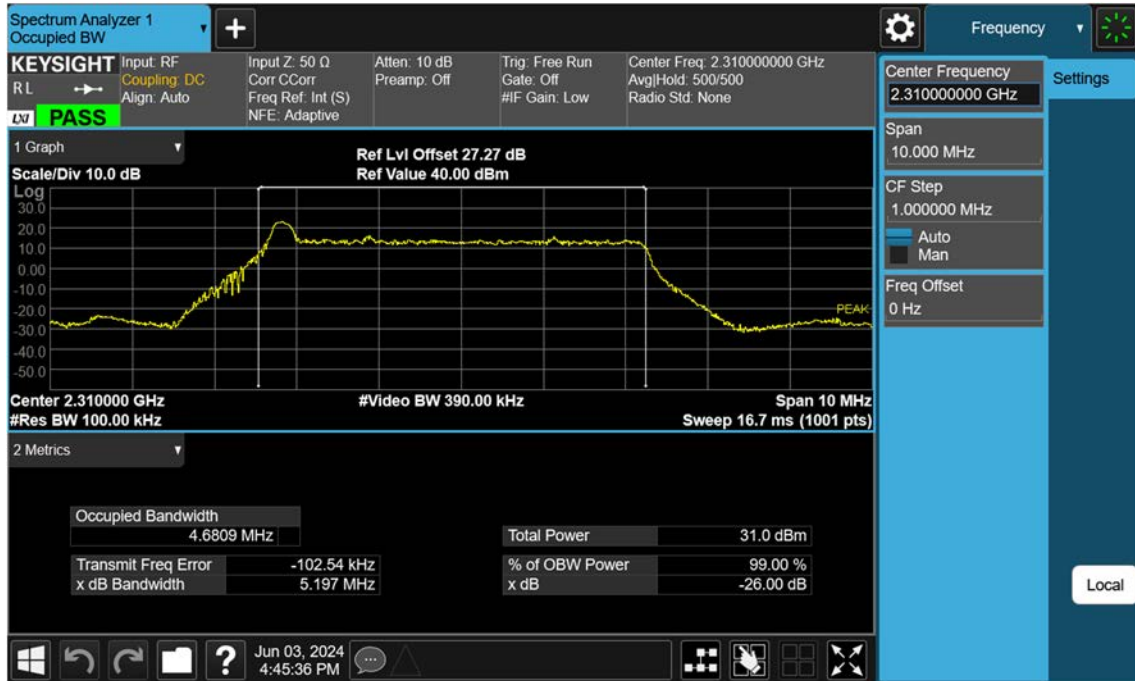 Spectrum Analyzer 1
Occupied BW
+
Frequency
KEYSIGHT
R L
LXI PASS
Input: RF
Coupling: DC
Align: Auto
Input Z: 50 Ω
Corr CCorr
Freq Ref: Int (S)
NFE: Adaptive
Atten: 10 dB
Preamp: Off
Trig: Free Run
Gate: Off
#IF Gain: Low
Center Freq: 2.310000000 GHz
Avg|Hold: 500/500
Radio Std: None
Center Frequency
2.310000000 GHz
Settings
Span
10.000 MHz
CF Step
1.000000 MHz
Auto
Man
Freq Offset
0 Hz
Local
1 Graph
Scale/Div 10.0 dB
Ref Lvl Offset 27.27 dB
Ref Value 40.00 dBm
Log
30.0
20.0
10.0
0.00
-10.0
-20.0
-30.0
-40.0
-50.0
PEAK
Center 2.310000 GHz
#Video BW 390.00 kHz
Span 10 MHz
#Res BW 100.00 kHz
Sweep 16.7 ms (1001 pts)
2 Metrics
Occupied Bandwidth
4.6809 MHz
Total Power 31.0 dBm
Transmit Freq Error -102.54 kHz
% of OBW Power 99.00 %
x dB Bandwidth 5.197 MHz
x dB -26.00 dB
?
Jun 03, 2024
4:45:36 PM